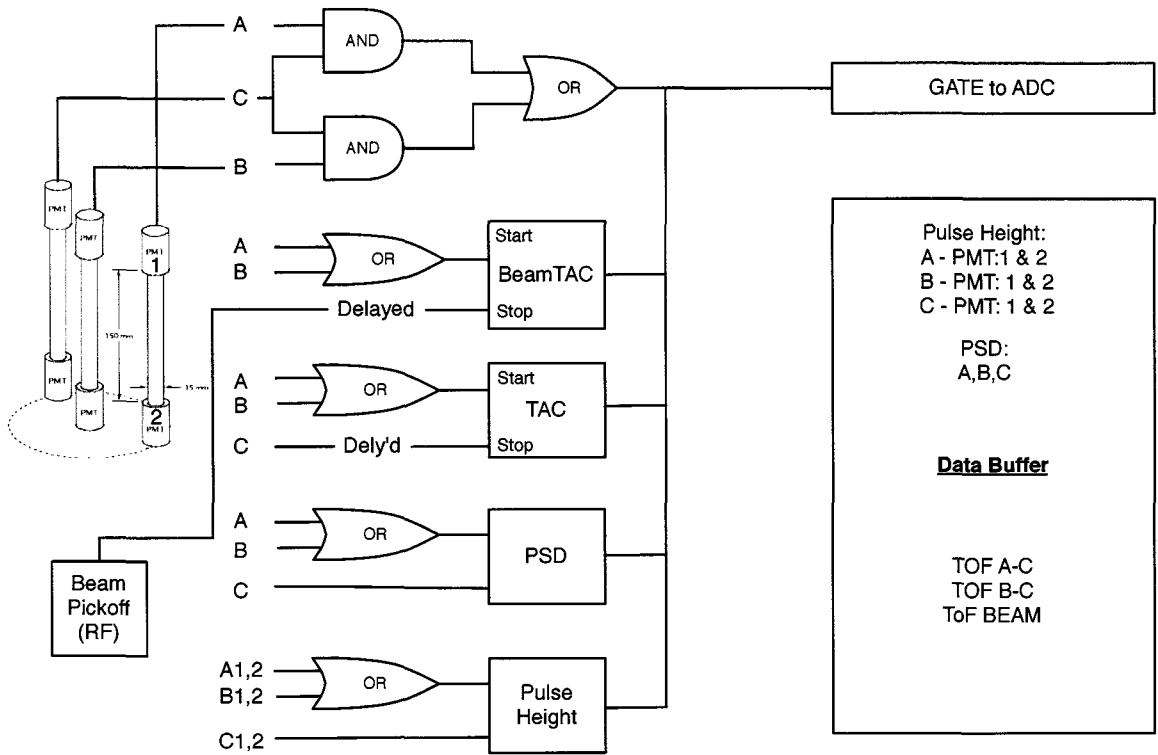 A
AND
C
AND
B
OR
GATE to ADC
PMT
PMT
PMT
1
150 mm
15 mm
PMT
PMT
2
PMT
A
B
OR
Start
BeamTAC
Delayed
Stop
A
B
OR
Start
TAC
C
Dely'd
Stop
A
B
OR
PSD
C
Beam
Pickoff
(RF)
A1,2
B1,2
OR
Pulse
Height
C1,2
Pulse Height:
A - PMT:1 & 2
B - PMT: 1 & 2
C - PMT: 1 & 2
PSD:
A,B,C
Data Buffer
TOF A-C
TOF B-C
ToF BEAM